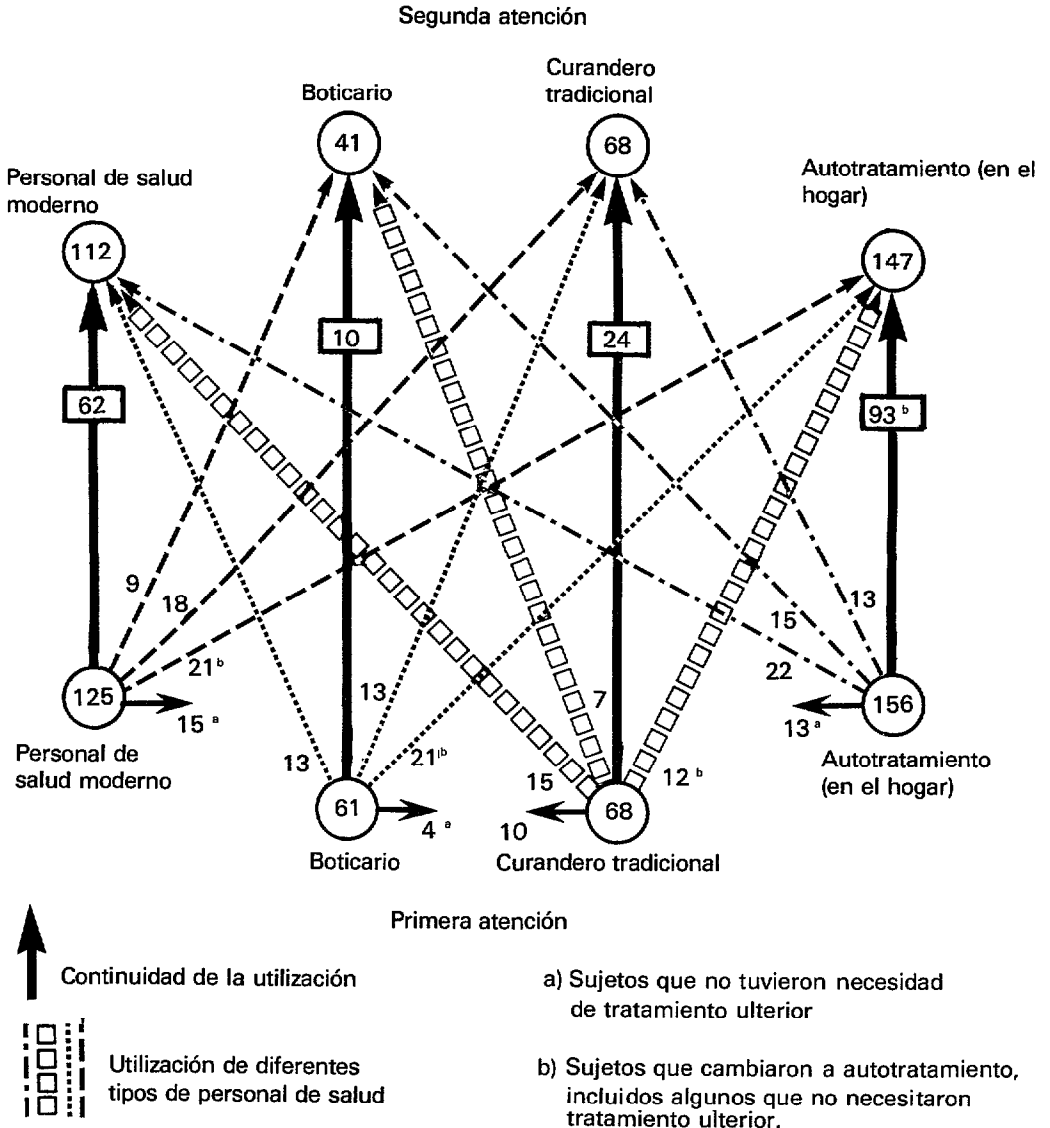 Segunda atención
Boticario
Curandero
tradicional
Personal de salud
moderno
Autotratamiento (en el
hogar)
41
68
112
147
10
24
62
93 b
9
18
21 b
13
15
22
125
15 a
13
7
13 a
156
Personal de
salud moderno
13
21 b
15
12 b
Autotratamiento
(en el hogar)
61
4 a
10
68
Boticario
Curandero tradicional
Primera atención
Continuidad de la utilización
a) Sujetos que no tuvieron necesidad
de tratamiento ulterior
Utilización de diferentes
tipos de personal de salud
b) Sujetos que cambiaron a autotratamiento,
incluidos algunos que no necesitaron
tratamiento ulterior.